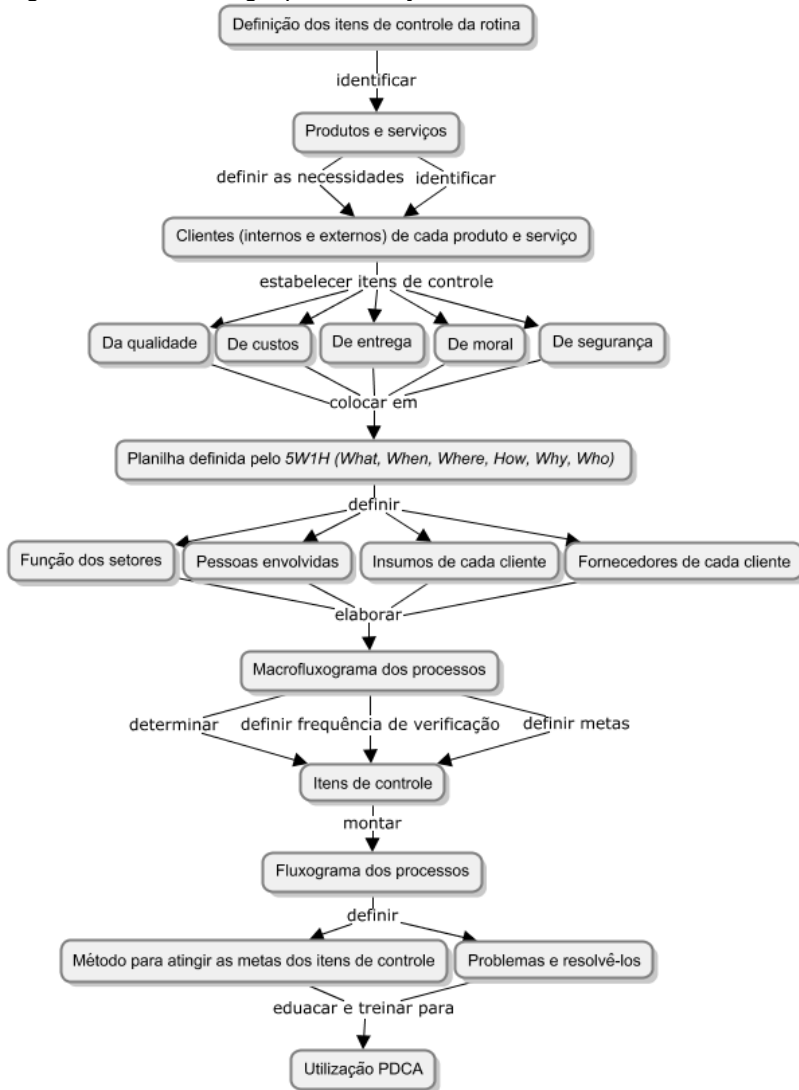 Definição dos itens de controle da rotina
identificar
Produtos e serviços
definir as necessidades identificar
Clientes (internos e externos) de cada produto e serviço
estabelecer itens de controle
Da qualidade De custos De entrega De moral De segurança
colocar em
Planilha definida pelo 5W1H (What, When, Where, How, Why, Who)
definir
Função dos setores Pessoas envolvidas Insumos de cada cliente Fornecedores de cada cliente
elaborar
Macrofluxograma dos processos
determinar definir frequência de verificação definir metas
Itens de controle
montar
Fluxograma dos processos
definir
Método para atingir as metas dos itens de controle Problemas e resolvê-los
eduacar e treinar para
Utilização PDCA